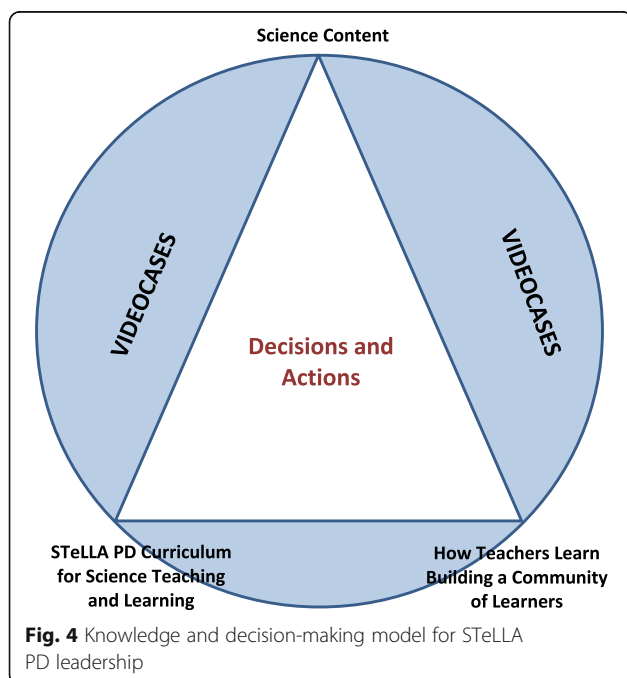 Science Content
VIDEOCASES
VIDEOCASES
Decisions and
Actions
STeLLA PD Curriculum
for Science Teaching
and Learning
How Teachers Learn
Building a Community
of Learners
Fig. 4 Knowledge and decision-making model for STeLLA
PD leadership